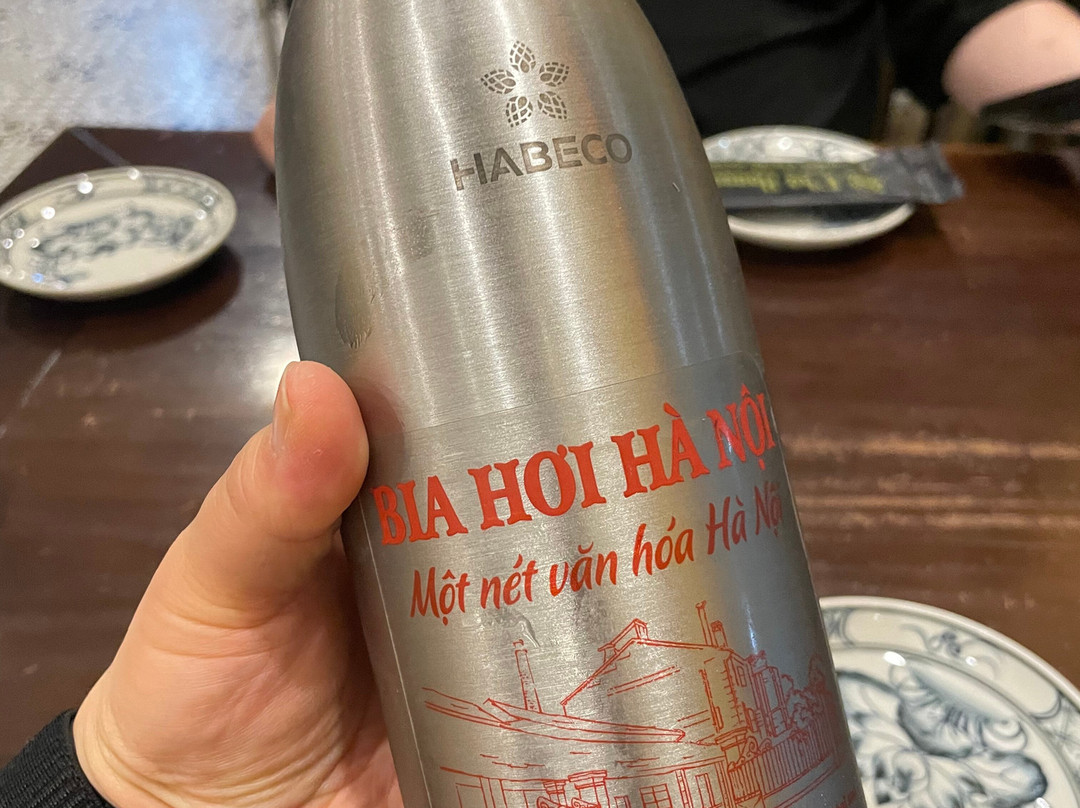 HABECO
BIA HƠI HÀ NỘI
Một nét văn hóa Hà Nội